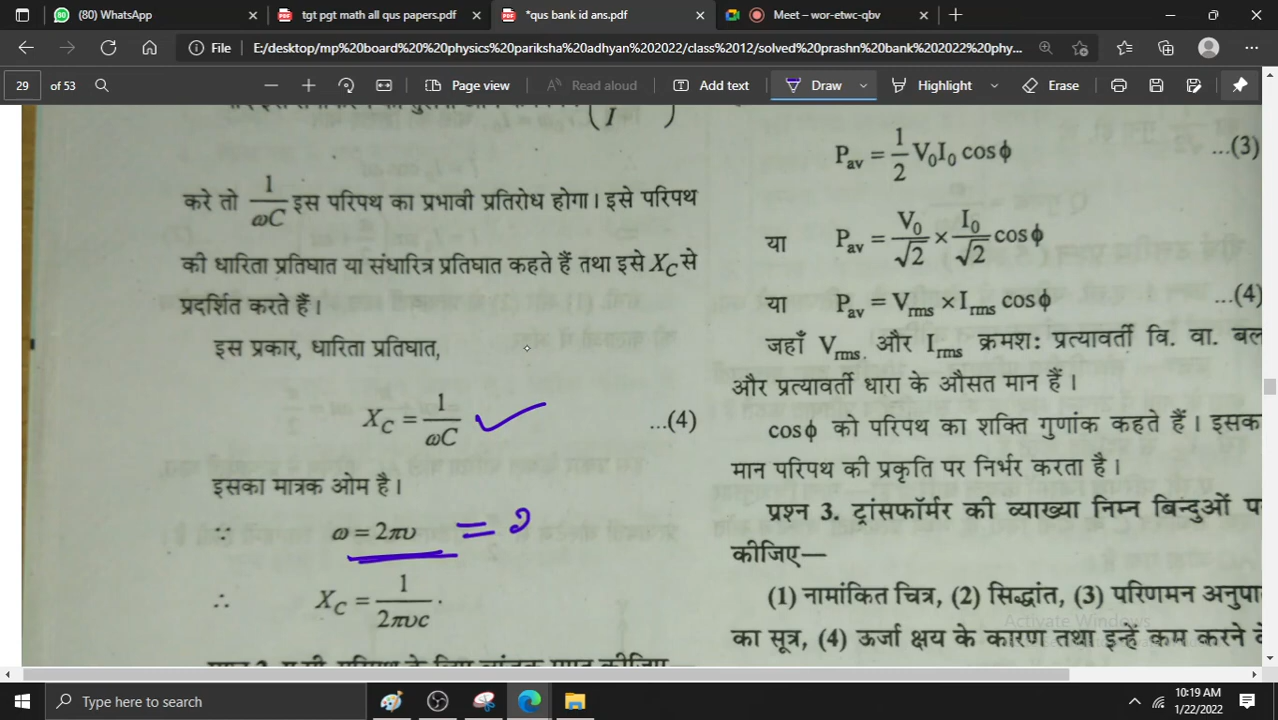 (80) WhatsApp
tgt pgt math all qus papers.pdf
*qus bank id ans.pdf
Meet – wor-etwc-qbv
File
E:/desktop/mp%20board%20%20physics%20pariksha%20adhyan%202022/class%2012/solved%20prashn%20bank%202022%20phy...
29 of 53
Page view
Read aloud
Add text
Draw
Highlight
Erase
करे तो 1/ωC इस परिपथ का प्रभावी प्रतिरोध होगा। इसे परिपथ
की धारिता प्रतिघात या संधारित्र प्रतिघात कहते हैं तथा इसे X_C से
प्रदर्शित करते हैं।
इस प्रकार, धारिता प्रतिघात,
X_C = 1/ωC ...(4)
इसका मात्रक ओम है।
∵ ω = 2πυ =
∴ X_C = 1/2πυc .
P_av = 1/2 V₀I₀ cosϕ ...(3)
या P_av = V₀/√2 × I₀/√2 cosϕ
या P_av = V_rms × I_rms cosϕ ...(4)
जहाँ V_rms. और I_rms क्रमश: प्रत्यावर्ती वि. वा. बल
और प्रत्यावर्ती धारा के औसत मान हैं।
cosϕ को परिपथ का शक्ति गुणांक कहते हैं। इसक
मान परिपथ की प्रकृति पर निर्भर करता है।
प्रश्न 3. ट्रांसफॉर्मर की व्याख्या निम्न बिन्दुओं प
कीजिए—
(1) नामांकित चित्र, (2) सिद्धांत, (3) परिणमन अनुपा
का सूत्र, (4) ऊर्जा क्षय के कारण तथा इन्हें कम करने
Activate Windows
Type here to search
10:19 AM
1/22/2022